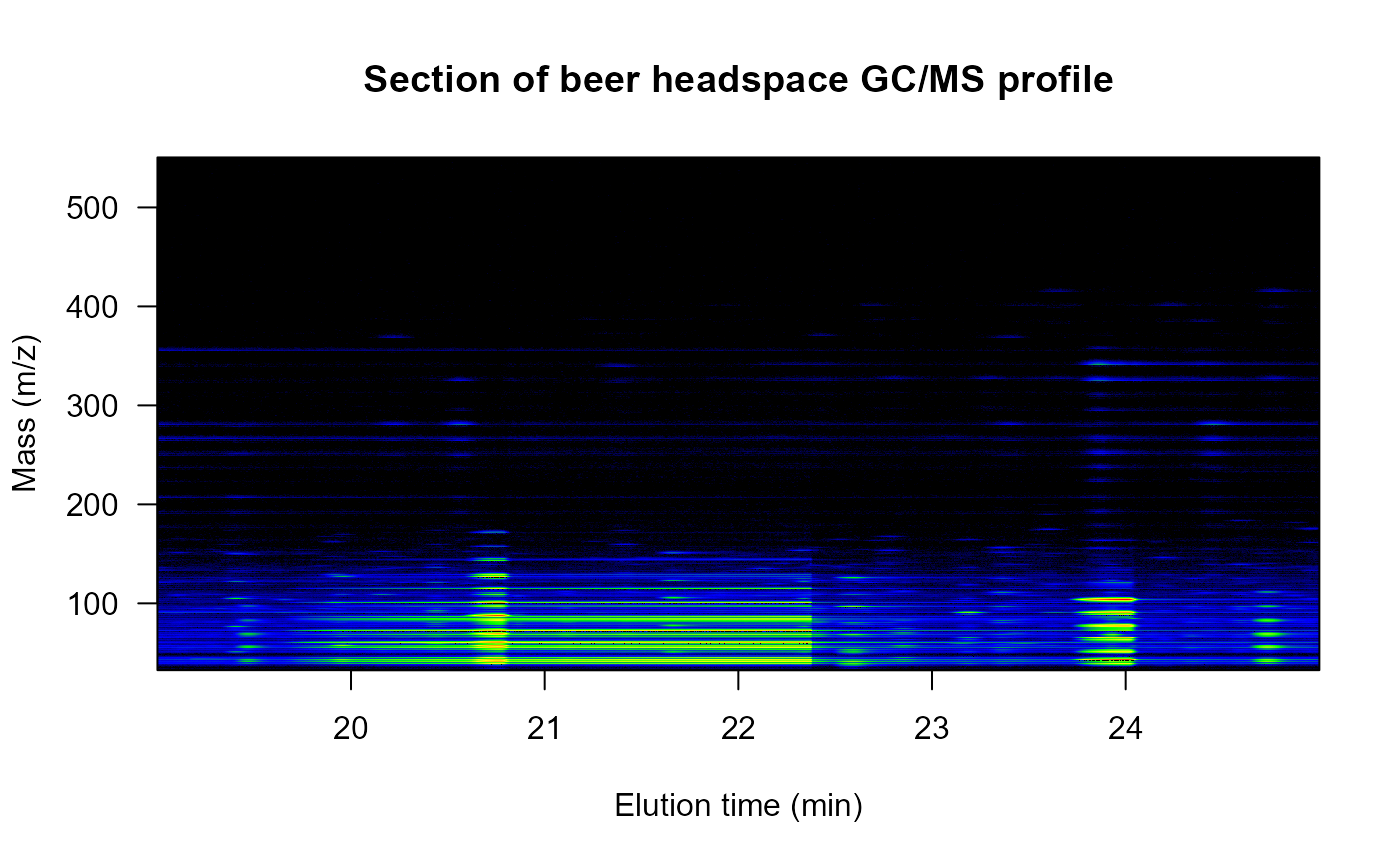 Section of beer headspace GC/MS profile
500
400
300
200
100
Mass (m/z)
20 21 22 23 24
Elution time (min)